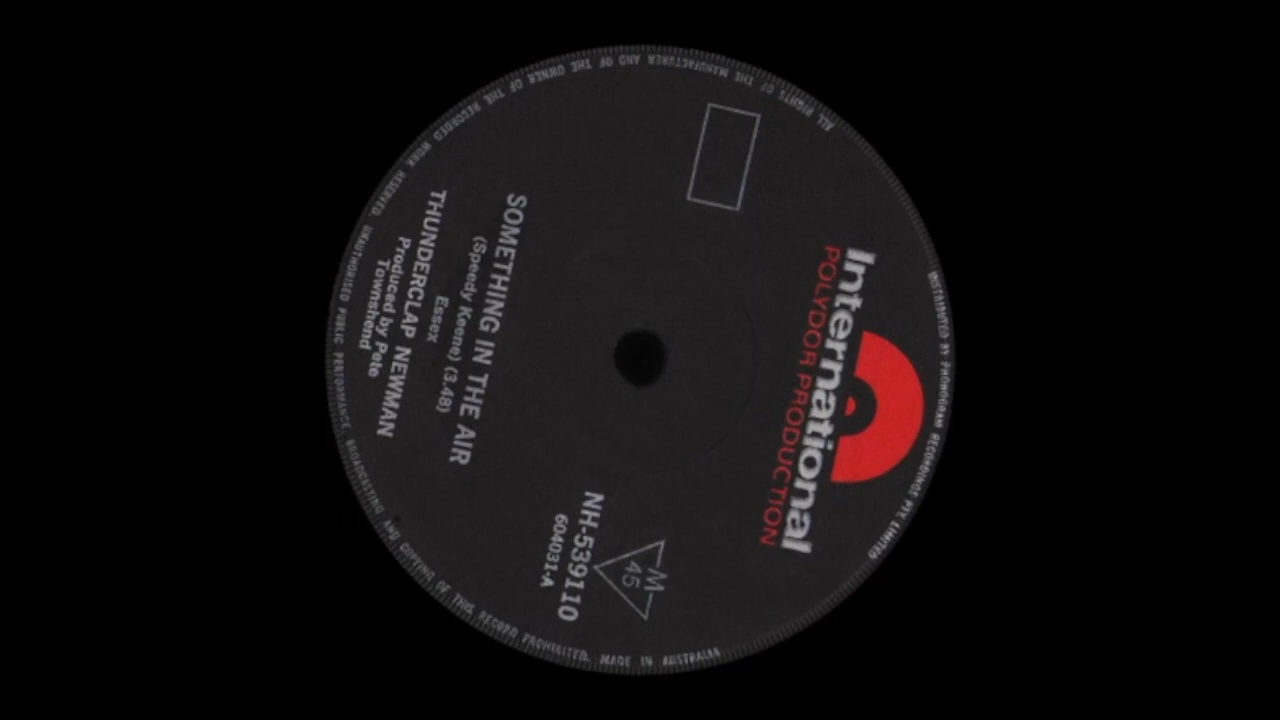 International
POLYDOR PRODUCTION
M
45
NH-539110
604031-A
SOMETHING IN THE AIR
(Speedy Keene) (3.48)
Essex
THUNDERCLAP NEWMAN
Produced by Pete
Townshend
ALL RIGHTS OF THE MANUFACTURER AND OF THE OWNER OF THE RECORDED WORK RESERVED. UNAUTHORISED PUBLIC PERFORMANCE, BROADCASTING AND COPYING OF THIS RECORD PROHIBITED. MADE IN AUSTRALIA
DISTRIBUTED BY PHONOGRAM RECORDINGS PTY. LIMITED